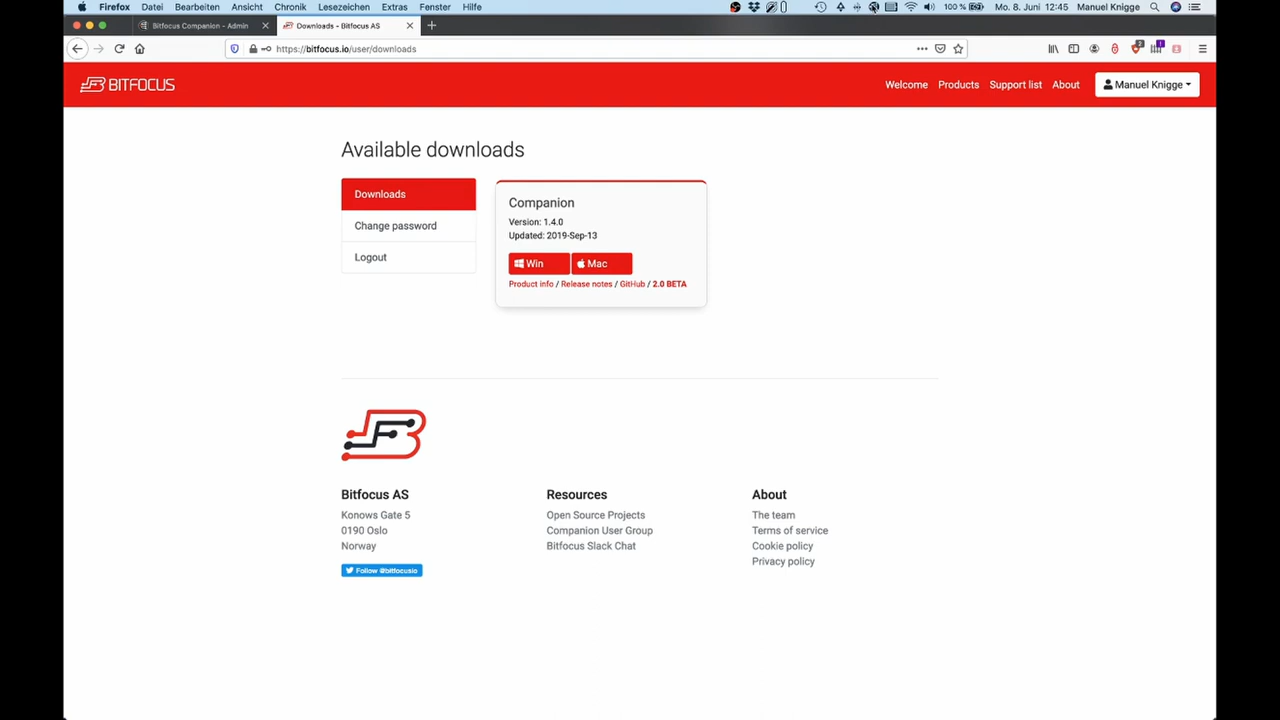 Firefox Datei Bearbeiten Ansicht Chronik Lesezeichen Extras Fenster Hilfe 100 % Mo. 8. Juni 12:45 Manuel Knigge
Bitfocus Companion - Admin Downloads - Bitfocus AS
https://bitfocus.io/user/downloads
BITFOCUS Welcome Products Support list About Manuel Knigge
Available downloads
Downloads
Change password
Logout
Companion
Version: 1.4.0
Updated: 2019-Sep-13
Win Mac
Product info / Release notes / GitHub / 2.0 BETA
Bitfocus AS
Konows Gate 5
0190 Oslo
Norway
Follow @bitfocusio
Resources
Open Source Projects
Companion User Group
Bitfocus Slack Chat
About
The team
Terms of service
Cookie policy
Privacy policy